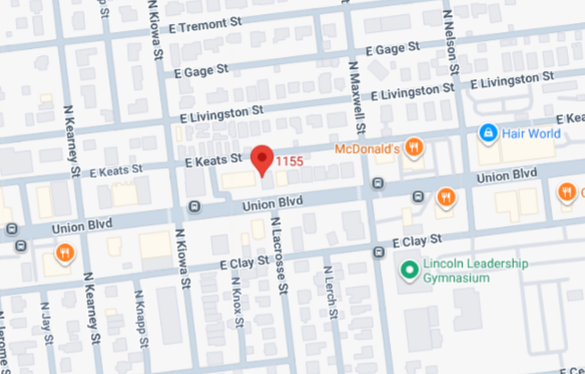 E Tremont St
N Kiowa St
N Nelson St
E Gage St
E Gage St
N Maxwell St
E Livingston St
E Livingston St
E Livingston St
N Kearney St
E Keats St
E Keats St
1155
McDonald's
Hair World
Union Blvd
Union Blvd
Union Blvd
E Clay St
E Clay St
N Kiowa St
N Lacrosse St
Lincoln Leadership
Gymnasium
N Kearney St
N Knapp St
N Knox St
N Lerch St
N Jay St